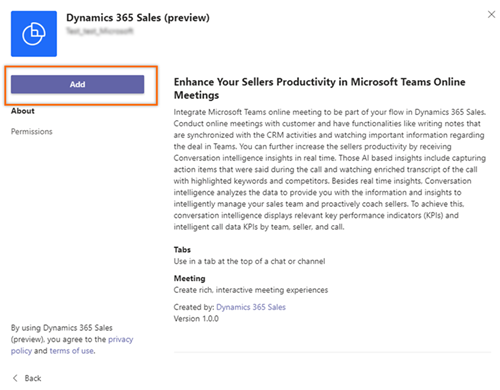 Dynamics 365 Sales (preview)
Add
About
Permissions
Enhance Your Sellers Productivity in Microsoft Teams Online
Meetings
Integrate Microsoft Teams online meeting to be part of your flow in Dynamics 365 Sales.
Conduct online meetings with customer and have functionalities like writing notes that
are synchronized with the CRM activities and watching important information regarding
the deal in Teams. You can further increase the sellers productivity by receiving
Conversation intelligence insights in real time. Those AI based insights include capturing
action items that were said during the call and watching enriched transcript of the call
with highlighted keywords and competitors. Besides real time insights, Conversation
intelligence analyzes the data to provide you with the information and insights to
intelligently manage your sales team and proactively coach sellers. To achieve this,
conversation intelligence displays relevant key performance indicators (KPIs) and
intelligent call data KPIs by team, seller, and call.
Tabs
Use in a tab at the top of a chat or channel
Meeting
Create rich, interactive meeting experiences
Created by: Dynamics 365 Sales
Version 1.0.0
By using Dynamics 365 Sales
(preview), you agree to the privacy
policy and terms of use.
Back